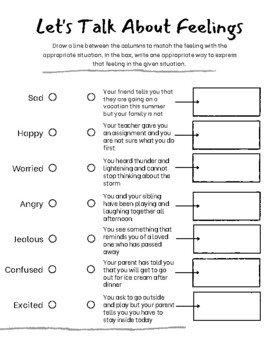 Let's Talk About Feelings
Draw a line between the columns to match the feeling with the
appropriate situation. In the box, write one appropriate way to express
that feeling in the given situation.
Sad
Your friend tells you that
they are going on a
vacation this summer
but your family is not
Happy
Your teacher gave you
an assignment and you
are not sure what you do
first
Worried
You heard thunder and
lightening and cannot
stop thinking about the
storm
Angry
You and your sibling
have been playing and
laughing together all
afternoon
Jealous
You see something that
reminds you of a loved
one who has passed
away
Confused
Your parent has told you
that you will get to go
out for ice cream after
dinner
Excited
You ask to go outside
and play but your parent
tells you you have to
stay inside today